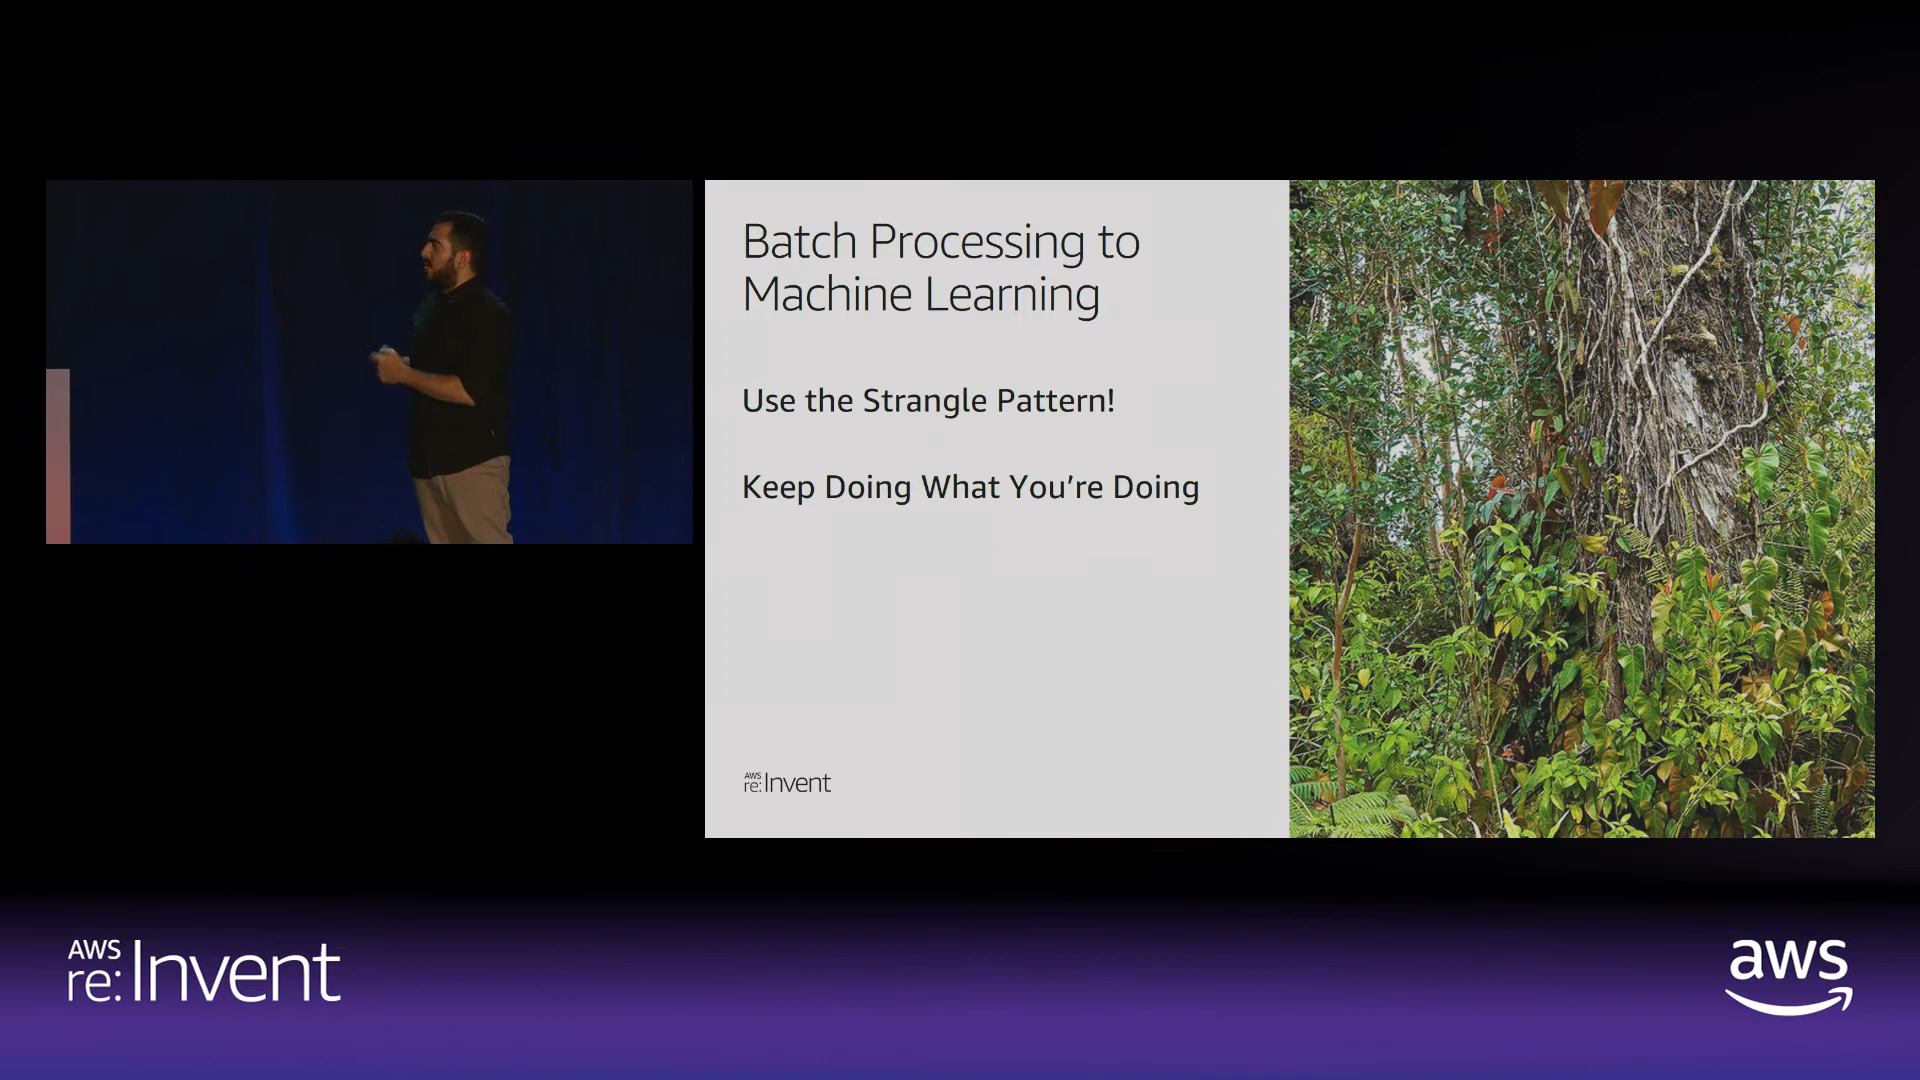 Batch Processing to
Machine Learning
Use the Strangle Pattern!
Keep Doing What You’re Doing
AWS
re:Invent
AWS
re:Invent
aws